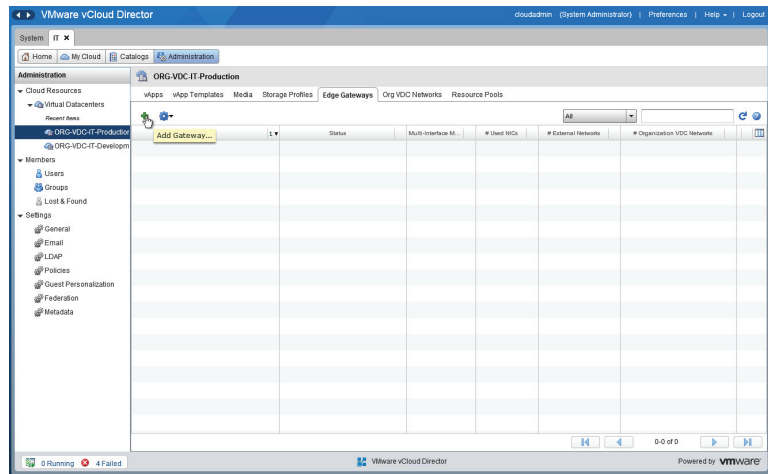 VMware vCloud Director
cloudadmin (System Administrator) | Preferences | Help | Logout
System IT
Home My Cloud Catalogs Administration
Administration
Cloud Resources
Virtual Datacenters
Recent Items
ORG-VDC-IT-Production
ORG-VDC-IT-Developm
Members
Users
Groups
Lost & Found
Settings
General
Email
LDAP
Policies
Guest Personalization
Federation
Metadata
ORG-VDC-IT-Production
vApps vApp Templates Media Storage Profiles Edge Gateways Org VDC Networks Resource Pools
All
Add Gateway...
1 Status Multi-Interface M... # Used NICs # External Networks # Organization VDC Networks
0-0 of 0
0 Running 4 Failed
VMware vCloud Director
Powered by vmware